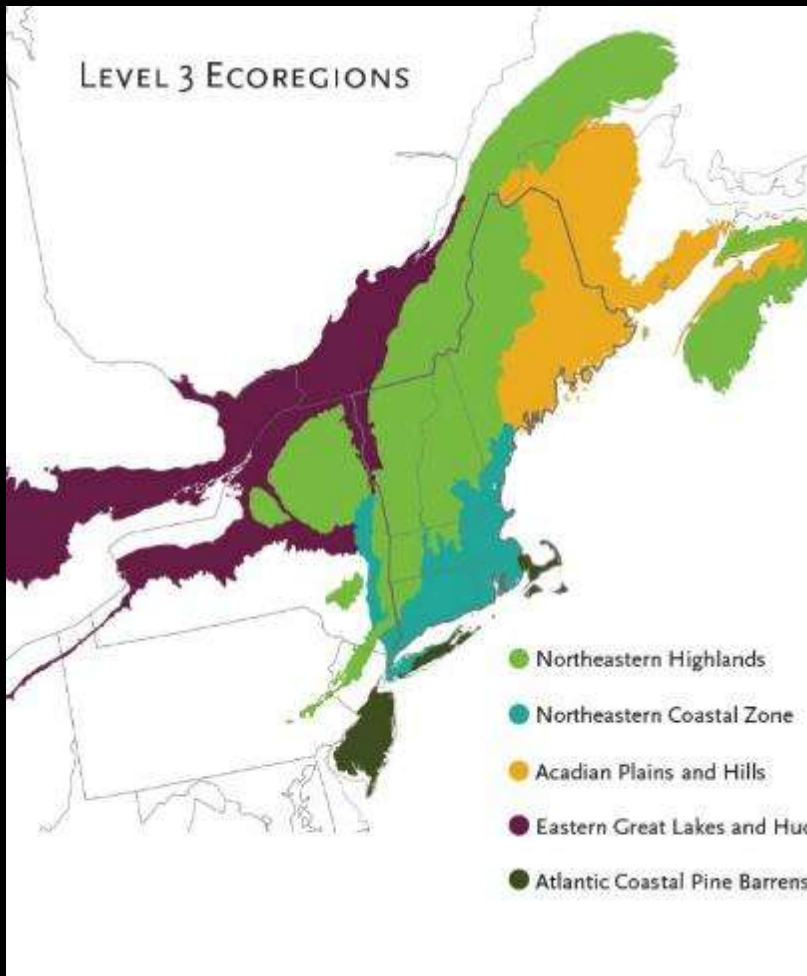 Level 3 Ecoregions
Northeastern Highlands
Northeastern Coastal Zone
Acadian Plains and Hills
Eastern Great Lakes and Hud
Atlantic Coastal Pine Barrens